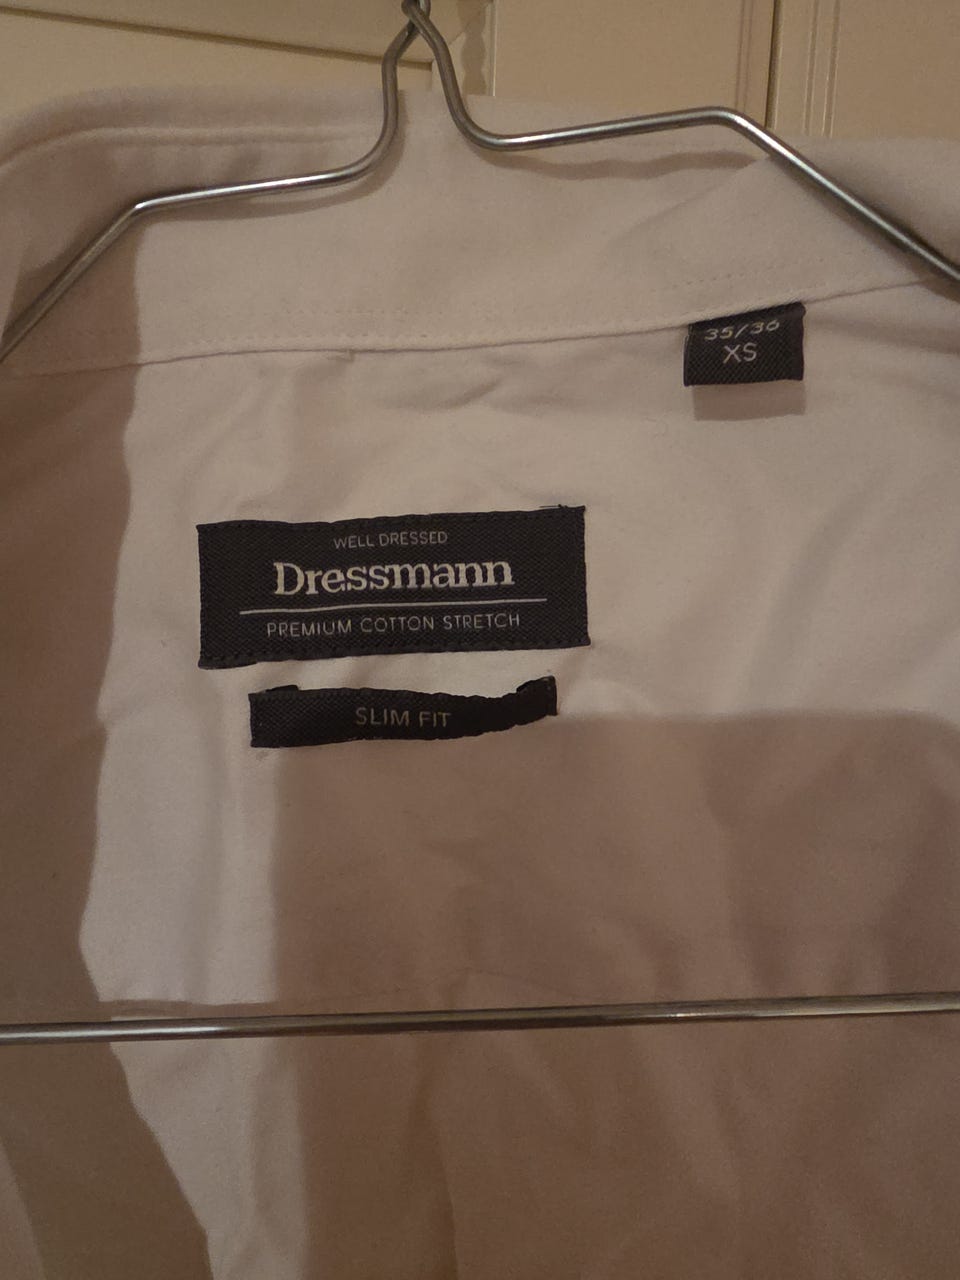 35/36
XS
WELL DRESSED
Dressmann
PREMIUM COTTON STRETCH
SLIM FIT